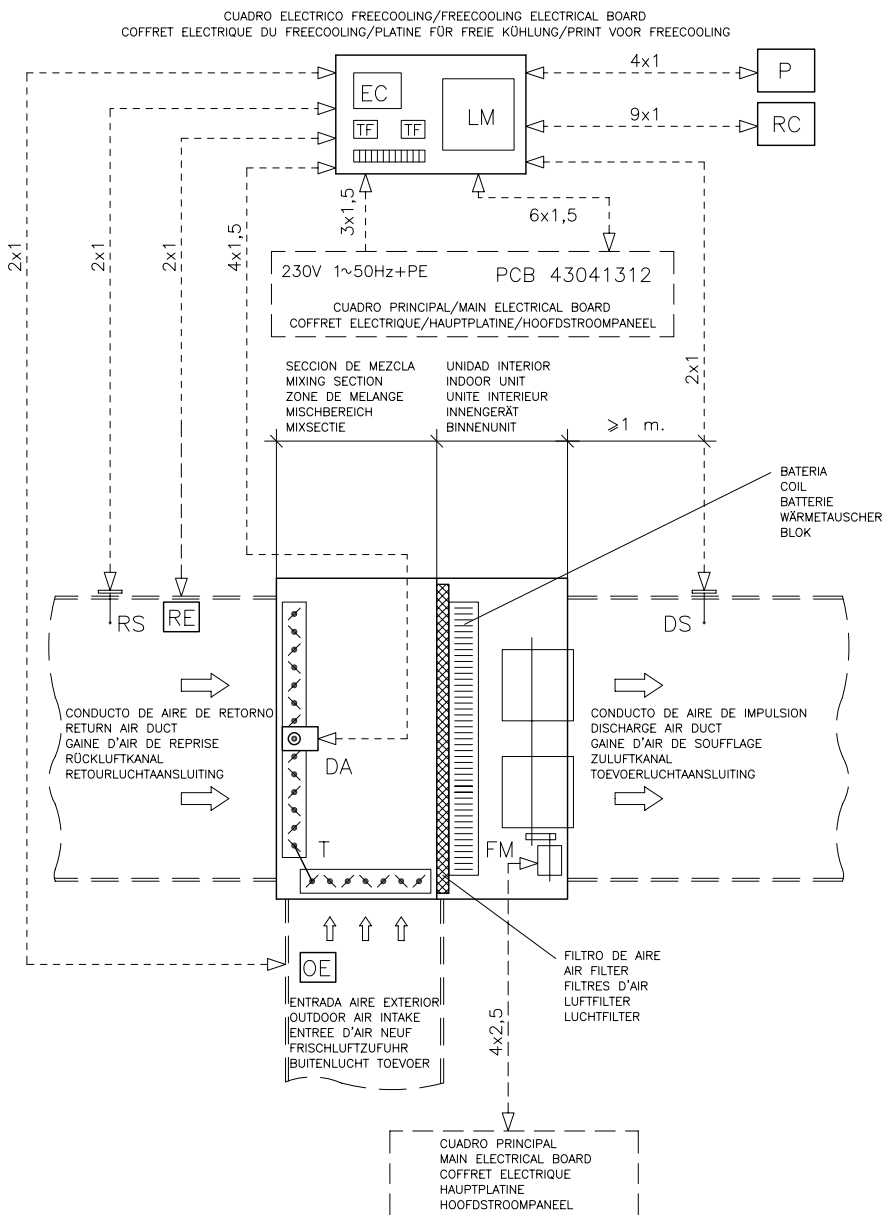 CUADRO ELECTRICO FREECOOLING/FREECOOLING ELECTRICAL BOARD
COFFRET ELECTRIQUE DU FREECOOLING/PLATINE FÜR FREIE KÜHLUNG/PRINT VOOR FREECOOLING
EC
TF
TF
LM
4x1
P
9x1
RC
2x1
2x1
2x1
4x1,5
3x1,5
6x1,5
2x1
230V 1~50Hz+PE
PCB 43041312
CUADRO PRINCIPAL/MAIN ELECTRICAL BOARD
COFFRET ELECTRIQUE/HAUPTPLATINE/HOOFDSTROOMPANEEL
SECCION DE MEZCLA
MIXING SECTION
ZONE DE MELANGE
MISCHBEREICH
MIXSECTIE
UNIDAD INTERIOR
INDOOR UNIT
UNITE INTERIEUR
INNENGERÄT
BINNENUNIT
⩾1 m.
BATERIA
COIL
BATTERIE
WÄRMETAUSCHER
BLOK
RS
RE
DS
CONDUCTO DE AIRE DE RETORNO
RETURN AIR DUCT
GAINE D'AIR DE REPRISE
RÜCKLUFTKANAL
RETOURLUCHTAANSLUITING
DA
CONDUCTO DE AIRE DE IMPULSION
DISCHARGE AIR DUCT
GAINE D'AIR DE SOUFFLAGE
ZULUFTKANAL
TOEVOERLUCHTAANSLUITING
T
FM
OE
ENTRADA AIRE EXTERIOR
OUTDOOR AIR INTAKE
ENTREE D'AIR NEUF
FRISCHLUFTZUFUHR
BUITENLUCHT TOEVOER
4x2,5
FILTRO DE AIRE
AIR FILTER
FILTRES D'AIR
LUFTFILTER
LUCHTFILTER
CUADRO PRINCIPAL
MAIN ELECTRICAL BOARD
COFFRET ELECTRIQUE
HAUPTPLATINE
HOOFDSTROOMPANEEL